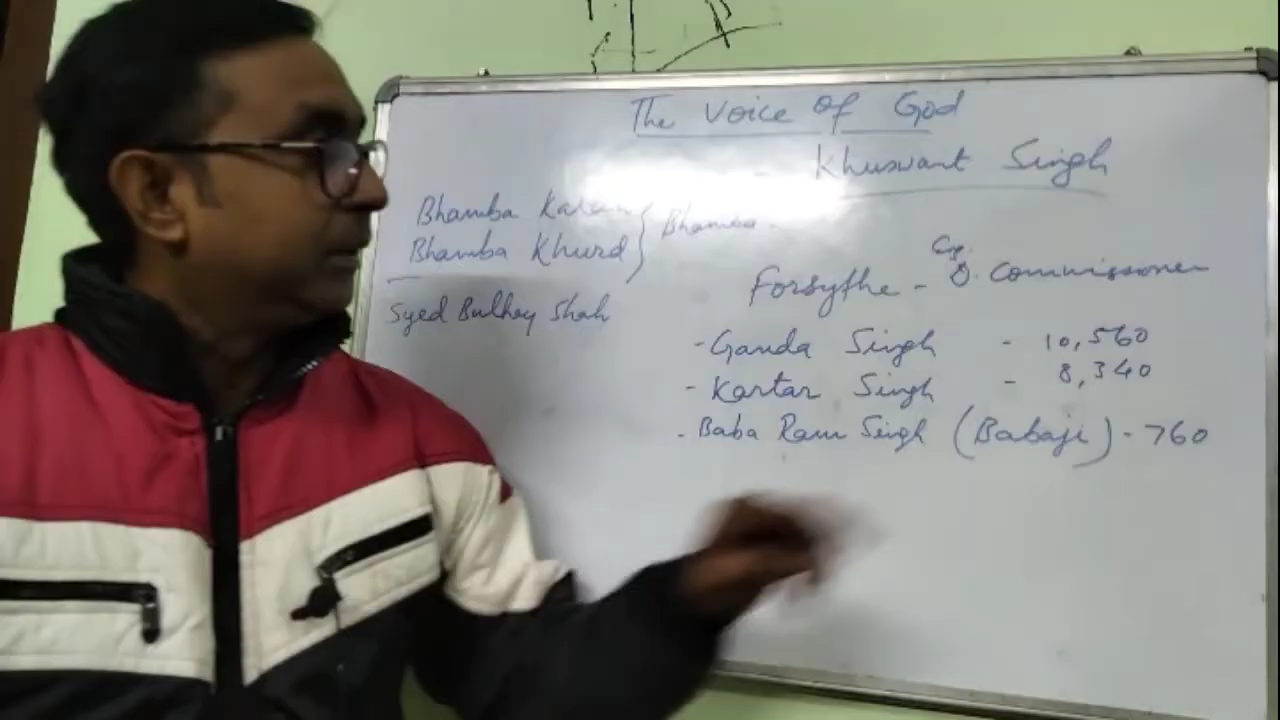 The Voice of God
Khuswant Singh
Bhamba Kalan
Bhamba Khurd } Bhamba.
Syed Bulhey Shah
Forsythe - D. Commissioner
- Ganda Singh - 10,560
- Kartar Singh - 8,340
- Baba Ram Singh (Babaji) - 760